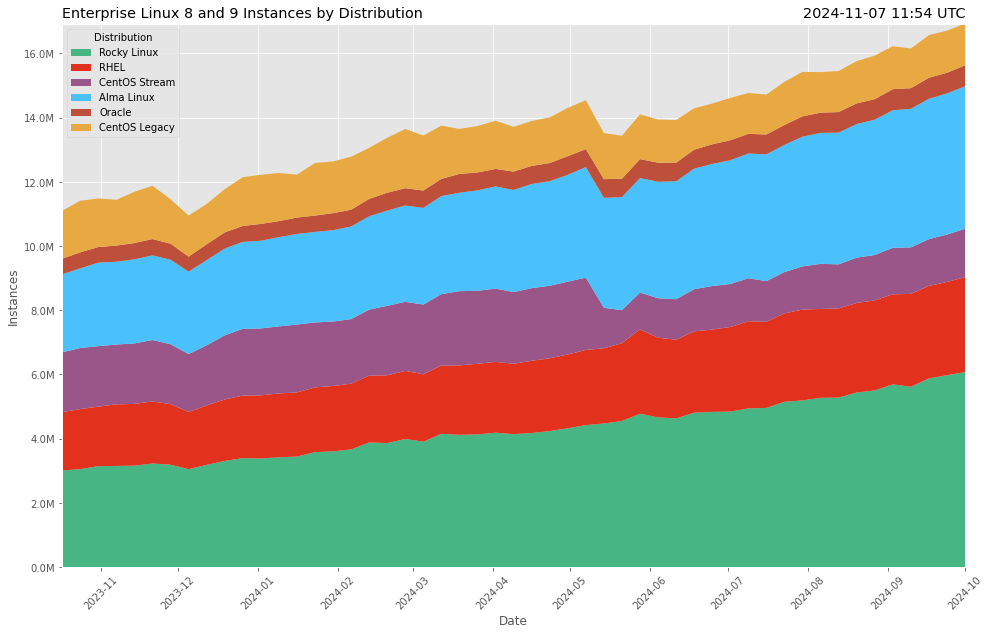 Enterprise Linux 8 and 9 Instances by Distribution
2024-11-07 11:54 UTC
Distribution
Rocky Linux
RHEL
CentOS Stream
Alma Linux
Oracle
CentOS Legacy
16.0M
14.0M
12.0M
10.0M
8.0M
6.0M
4.0M
2.0M
0.0M
Instances
2023-11
2023-12
2024-01
2024-02
2024-03
2024-04
2024-05
2024-06
2024-07
2024-08
2024-09
2024-10
Date